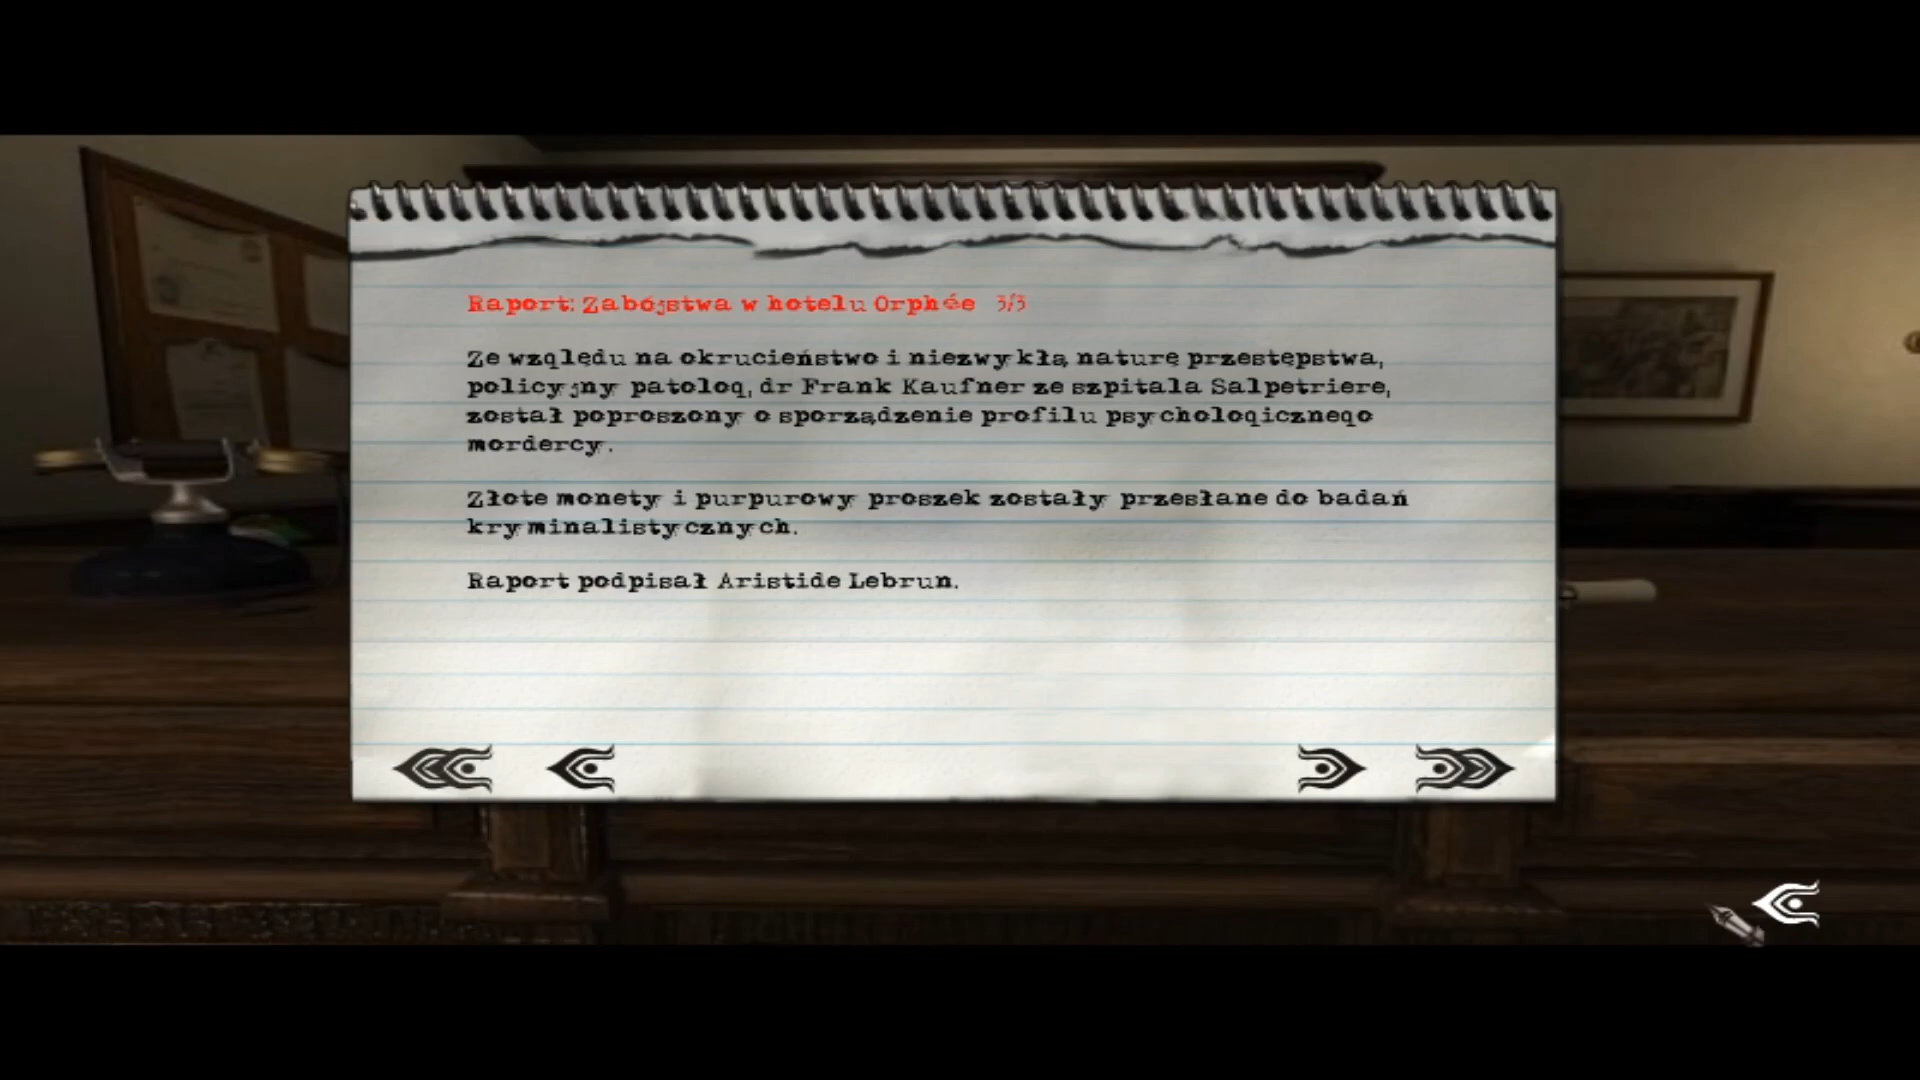 Raport: Zabójstwa w hotelu Orphée 3/3
Ze względu na okrucieństwo i niezwykłą naturę przestępstwa,
policyjny patolog, dr Frank Kaufner ze szpitala Salpetriere,
został poproszony o sporządzenie profilu psychologicznego
mordercy.
Złote monety i purpurowy proszek zostały przesłane do badań
kryminalistycznych.
Raport podpisał Aristide Lebrun.